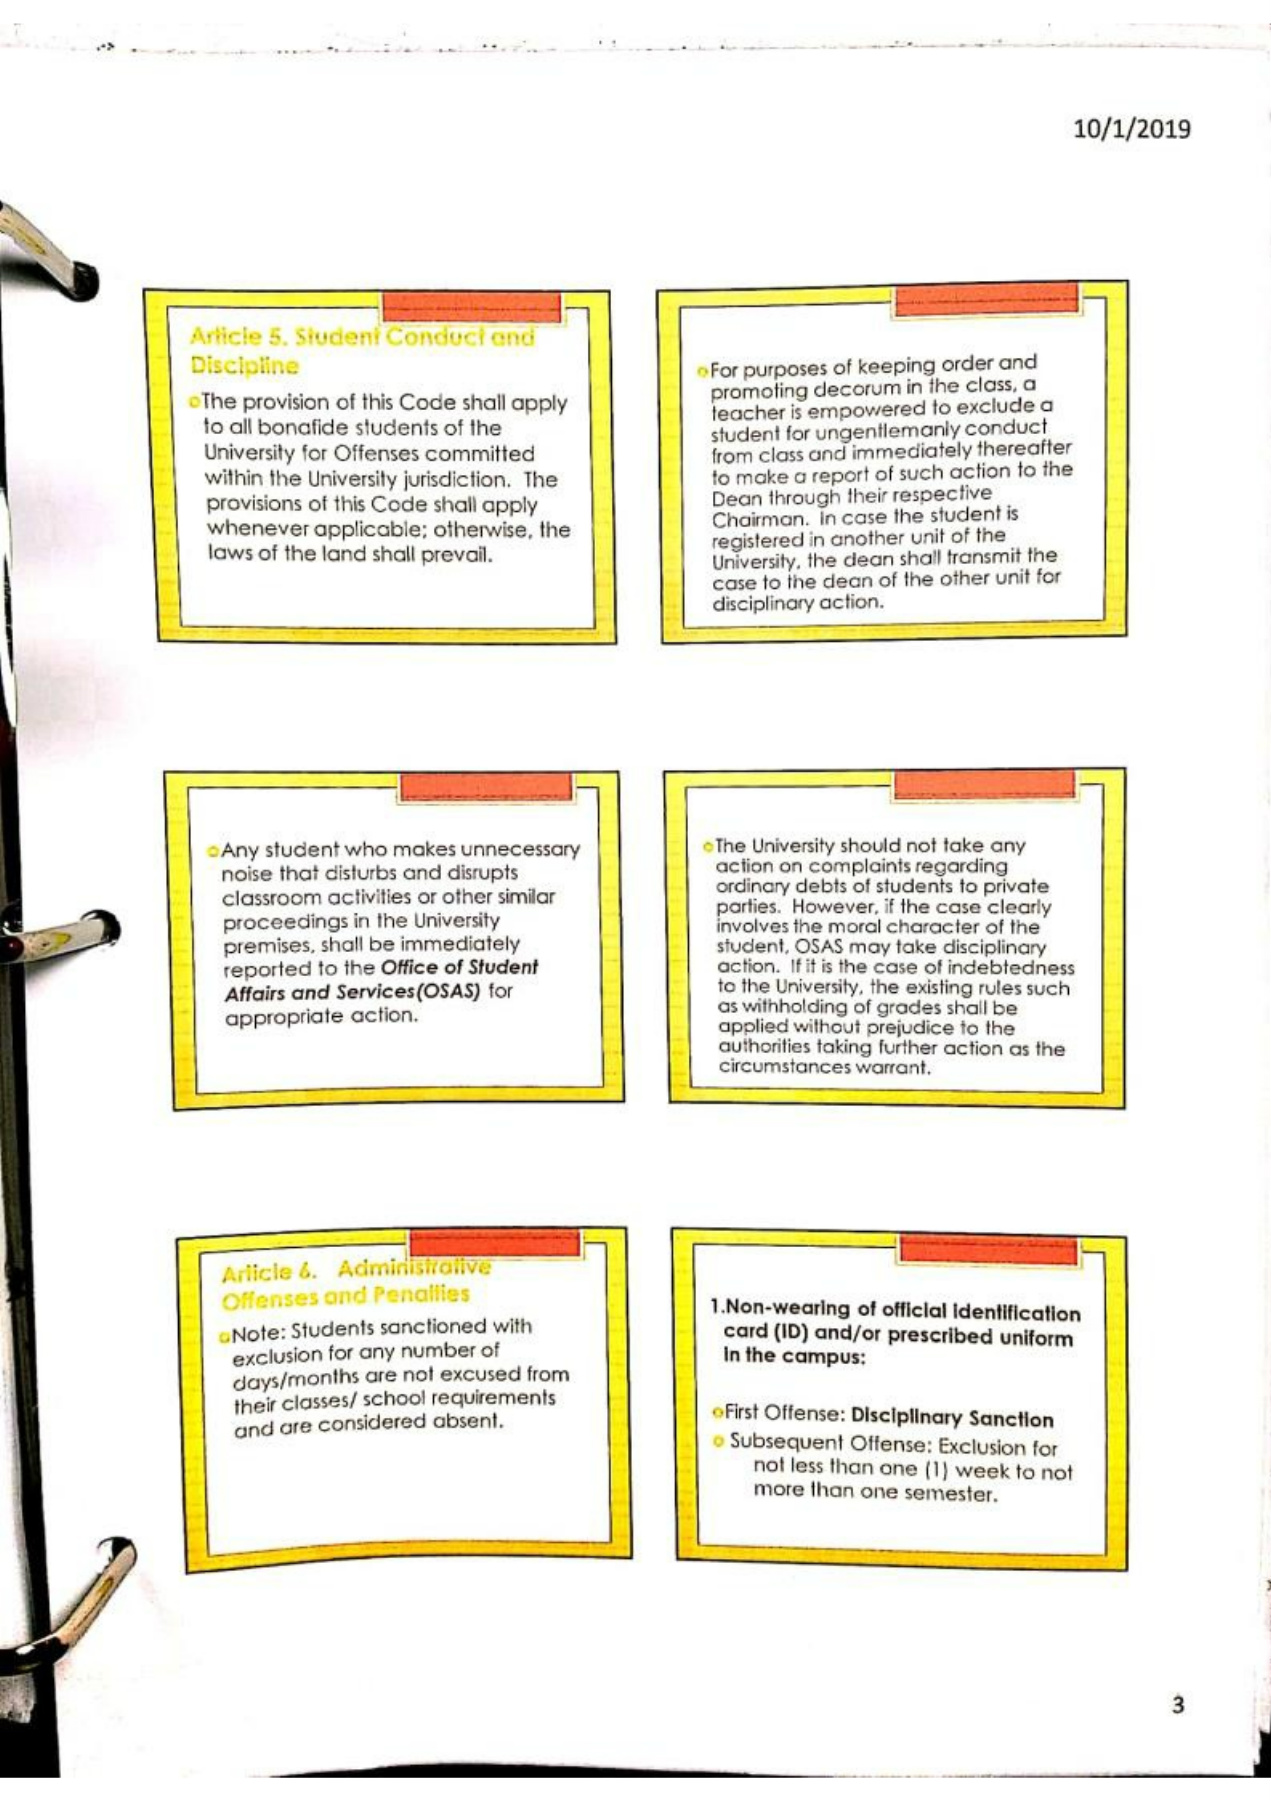 10/1/2019
Article 5. Student Conduct and
Discipline
The provision of this Code shall apply
to all bonafide students of the
University for Offenses committed
within the University jurisdiction. The
provisions of this Code shall apply
whenever applicable; otherwise, the
laws of the land shall prevail.
For purposes of keeping order and
promoting decorum in the class, a
teacher is empowered to exclude a
student for ungentlemanly conduct
from class and immediately thereafter
to make a report of such action to the
Dean through their respective
Chairman. In case the student is
registered in another unit of the
University, the dean shall transmit the
case to the dean of the other unit for
disciplinary action.
Any student who makes unnecessary
noise that disturbs and disrupts
classroom activities or other similar
proceedings in the University
premises, shall be immediately
reported to the Office of Student
Affairs and Services(OSAS) for
appropriate action.
The University should not take any
action on complaints regarding
ordinary debts of students to private
parties. However, if the case clearly
involves the moral character of the
student, OSAS may take disciplinary
action. If it is the case of indebtedness
to the University, the existing rules such
as withholding of grades shall be
applied without prejudice to the
authorities taking further action as the
circumstances warrant.
Article 6. Administrative
Offenses and Penalties
Note: Students sanctioned with
exclusion for any number of
days/months are not excused from
their classes/ school requirements
and are considered absent.
1.Non-wearing of official identification
card (ID) and/or prescribed uniform
in the campus:
First Offense: Disciplinary Sanction
Subsequent Offense: Exclusion for
not less than one (1) week to not
more than one semester.
3